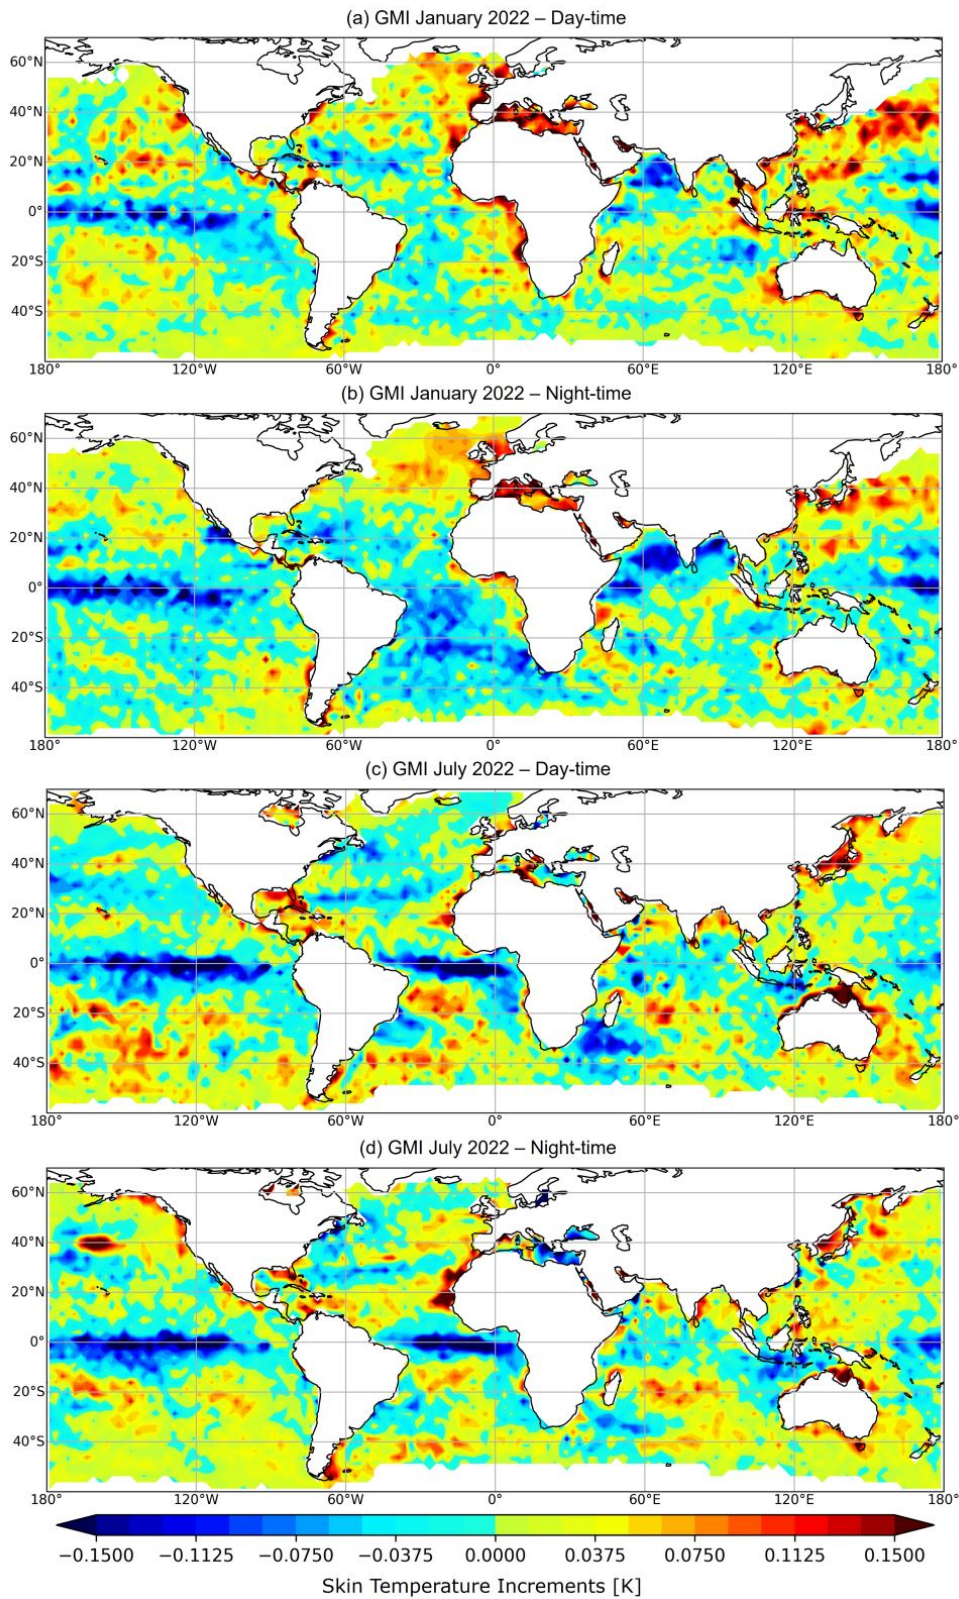 (a) GMI January 2022 – Day-time
60°N
40°N
20°N
0°
20°S
40°S
180° 120°W 60°W 0° 60°E 120°E 180°
(b) GMI January 2022 – Night-time
60°N
40°N
20°N
0°
20°S
40°S
180° 120°W 60°W 0° 60°E 120°E 180°
(c) GMI July 2022 – Day-time
60°N
40°N
20°N
0°
20°S
40°S
180° 120°W 60°W 0° 60°E 120°E 180°
(d) GMI July 2022 – Night-time
60°N
40°N
20°N
0°
20°S
40°S
180° 120°W 60°W 0° 60°E 120°E 180°
−0.1500 −0.1125 −0.0750 −0.0375 0.0000 0.0375 0.0750 0.1125 0.1500
Skin Temperature Increments [K]